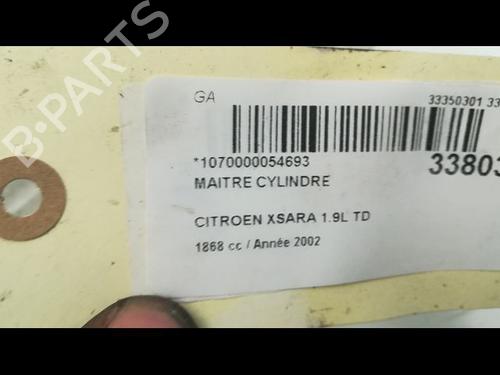 GA
33350301 33
*1070000054693
33803
MAITRE CYLINDRE
CITROEN XSARA 1.9L TD
1868 cc / Année 2002
B-PARTS